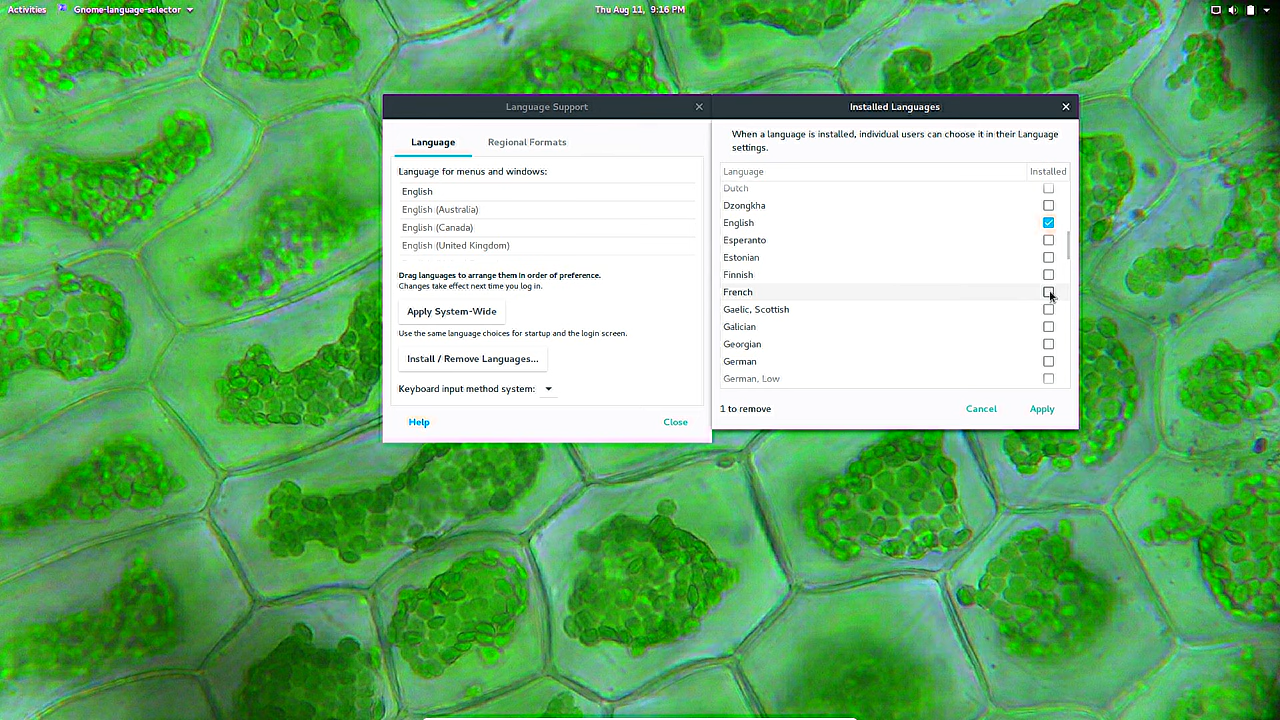 Activities Gnome-language-selector Thu Aug 11, 9:16 PM
Language Support
Language Regional Formats
Language for menus and windows:
English
English (Australia)
English (Canada)
English (United Kingdom)
Drag languages to arrange them in order of preference.
Changes take effect next time you log in.
Apply System-Wide
Use the same language choices for startup and the login screen.
Install / Remove Languages...
Keyboard input method system:
Help Close
Installed Languages
When a language is installed, individual users can choose it in their Language
settings.
Language Installed
Dutch
Dzongkha
English
Esperanto
Estonian
Finnish
French
Gaelic, Scottish
Galician
Georgian
German
German, Low
1 to remove Cancel Apply